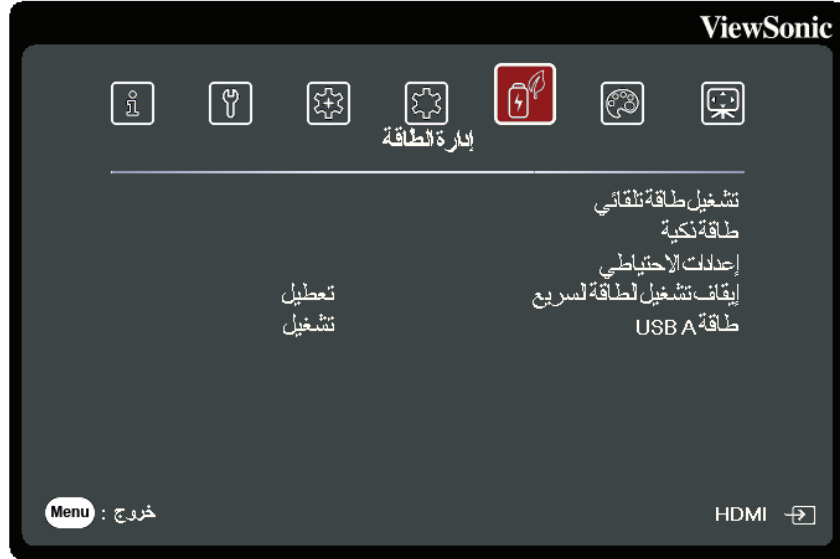 ViewSonic
إدارة الطاقة
تشغيل طاقة تلقائي
طاقة ذكية
إعدادات الاحتياطي
إيقاف تشغيل الطاقة السريع تعطيل
طاقة USB A تشغيل
HDMI
خروج : Menu